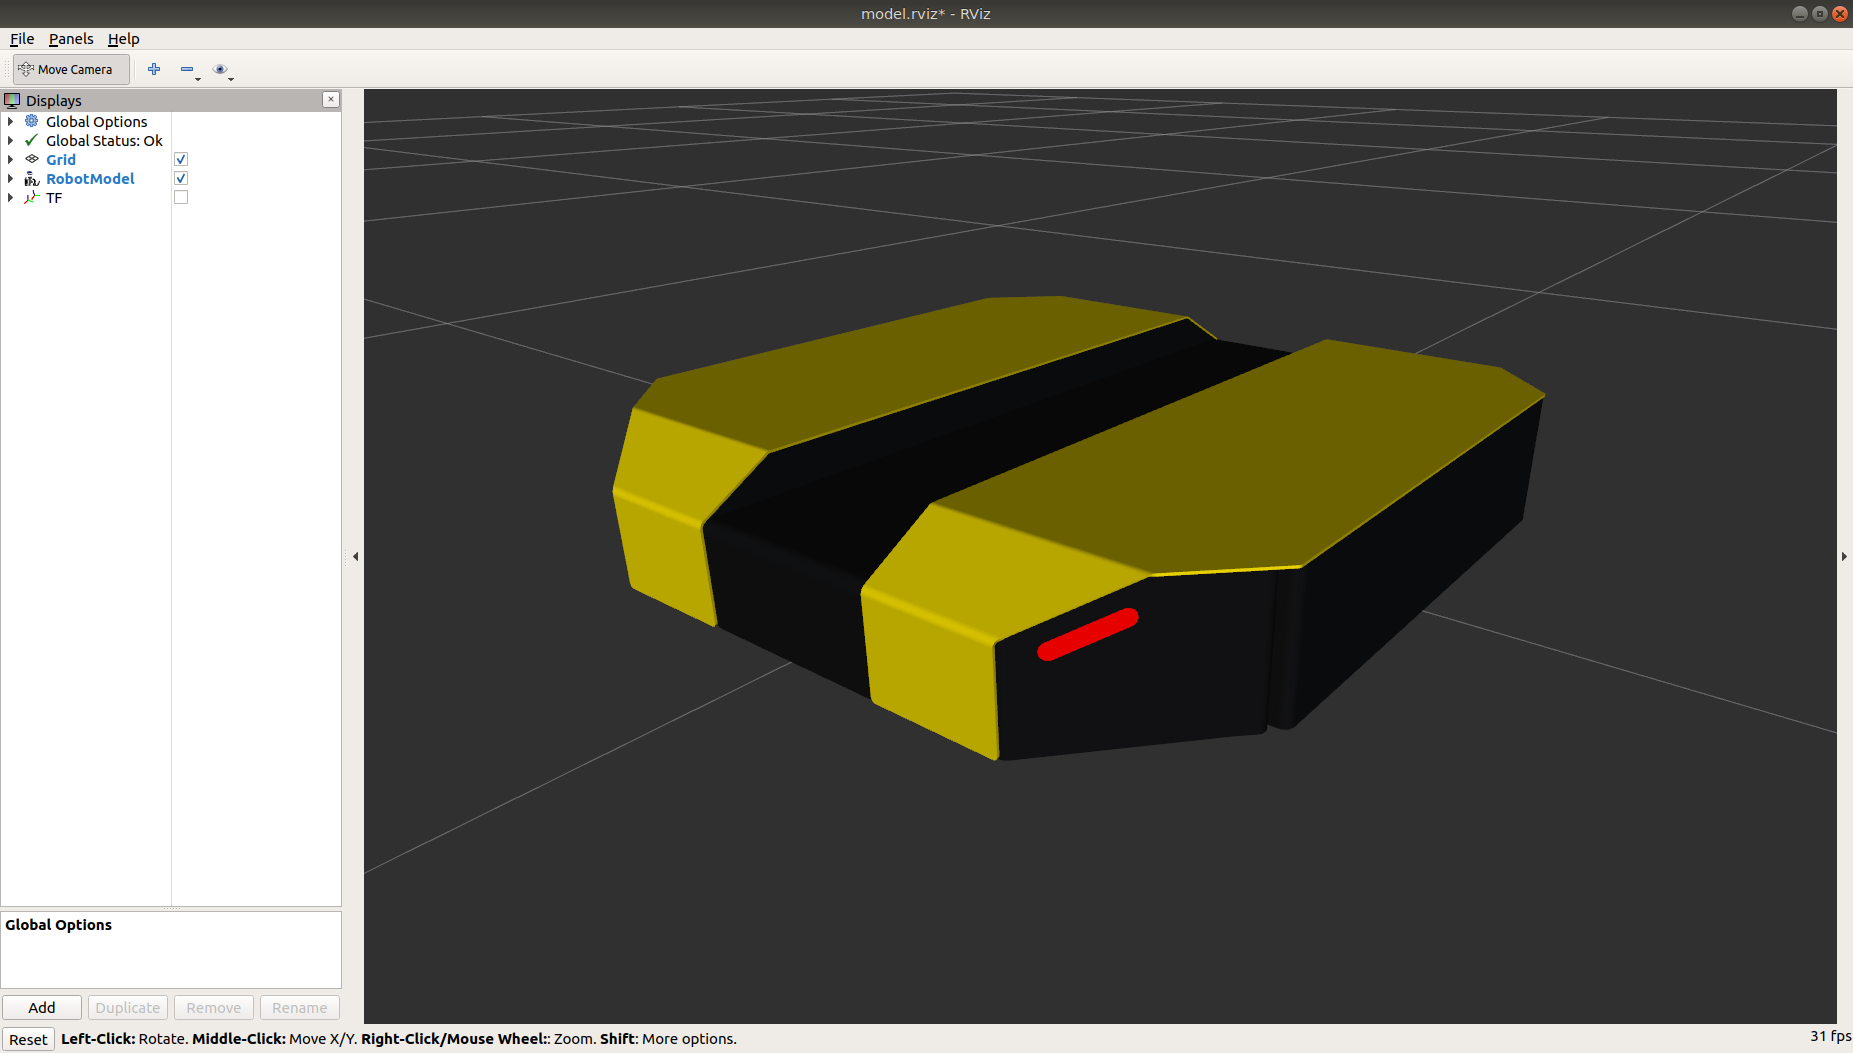 model.rviz* - RViz
File Panels Help
Move Camera
Displays
Global Options
Global Status: Ok
Grid
RobotModel
TF
Global Options
Add Duplicate Remove Rename
Reset Left-Click: Rotate. Middle-Click: Move X/Y. Right-Click/Mouse Wheel:: Zoom. Shift: More options. 31 fps